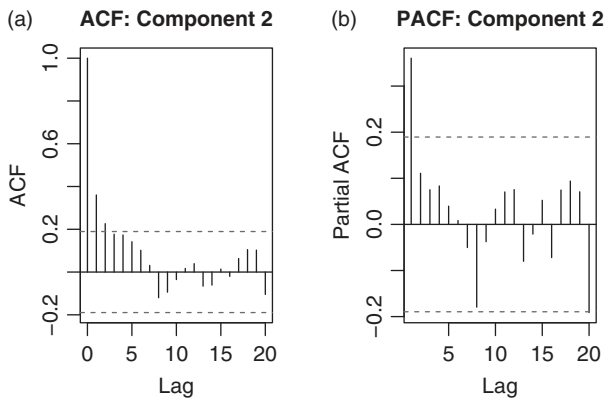 (a) ACF: Component 2
ACF
1.0
0.6
0.2
−0.2
0 5 10 15 20
Lag
(b) PACF: Component 2
Partial ACF
0.2
0.0
−0.2
5 10 15 20
Lag